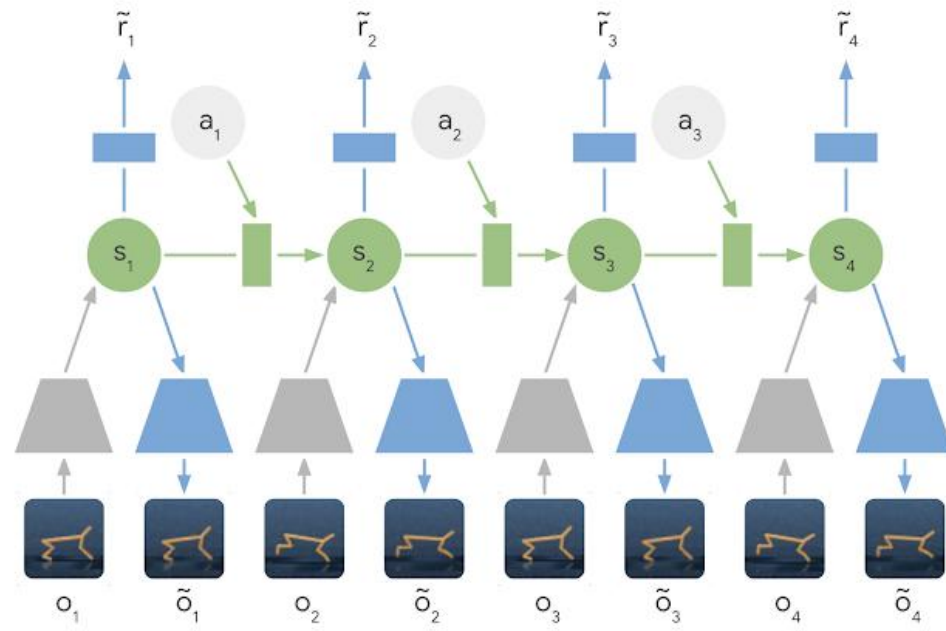 r̃₁ r̃₂ r̃₃ r̃₄
a₁ a₂ a₃
s₁ s₂ s₃ s₄
o₁ õ₁ o₂ õ₂ o₃ õ₃ o₄ õ₄